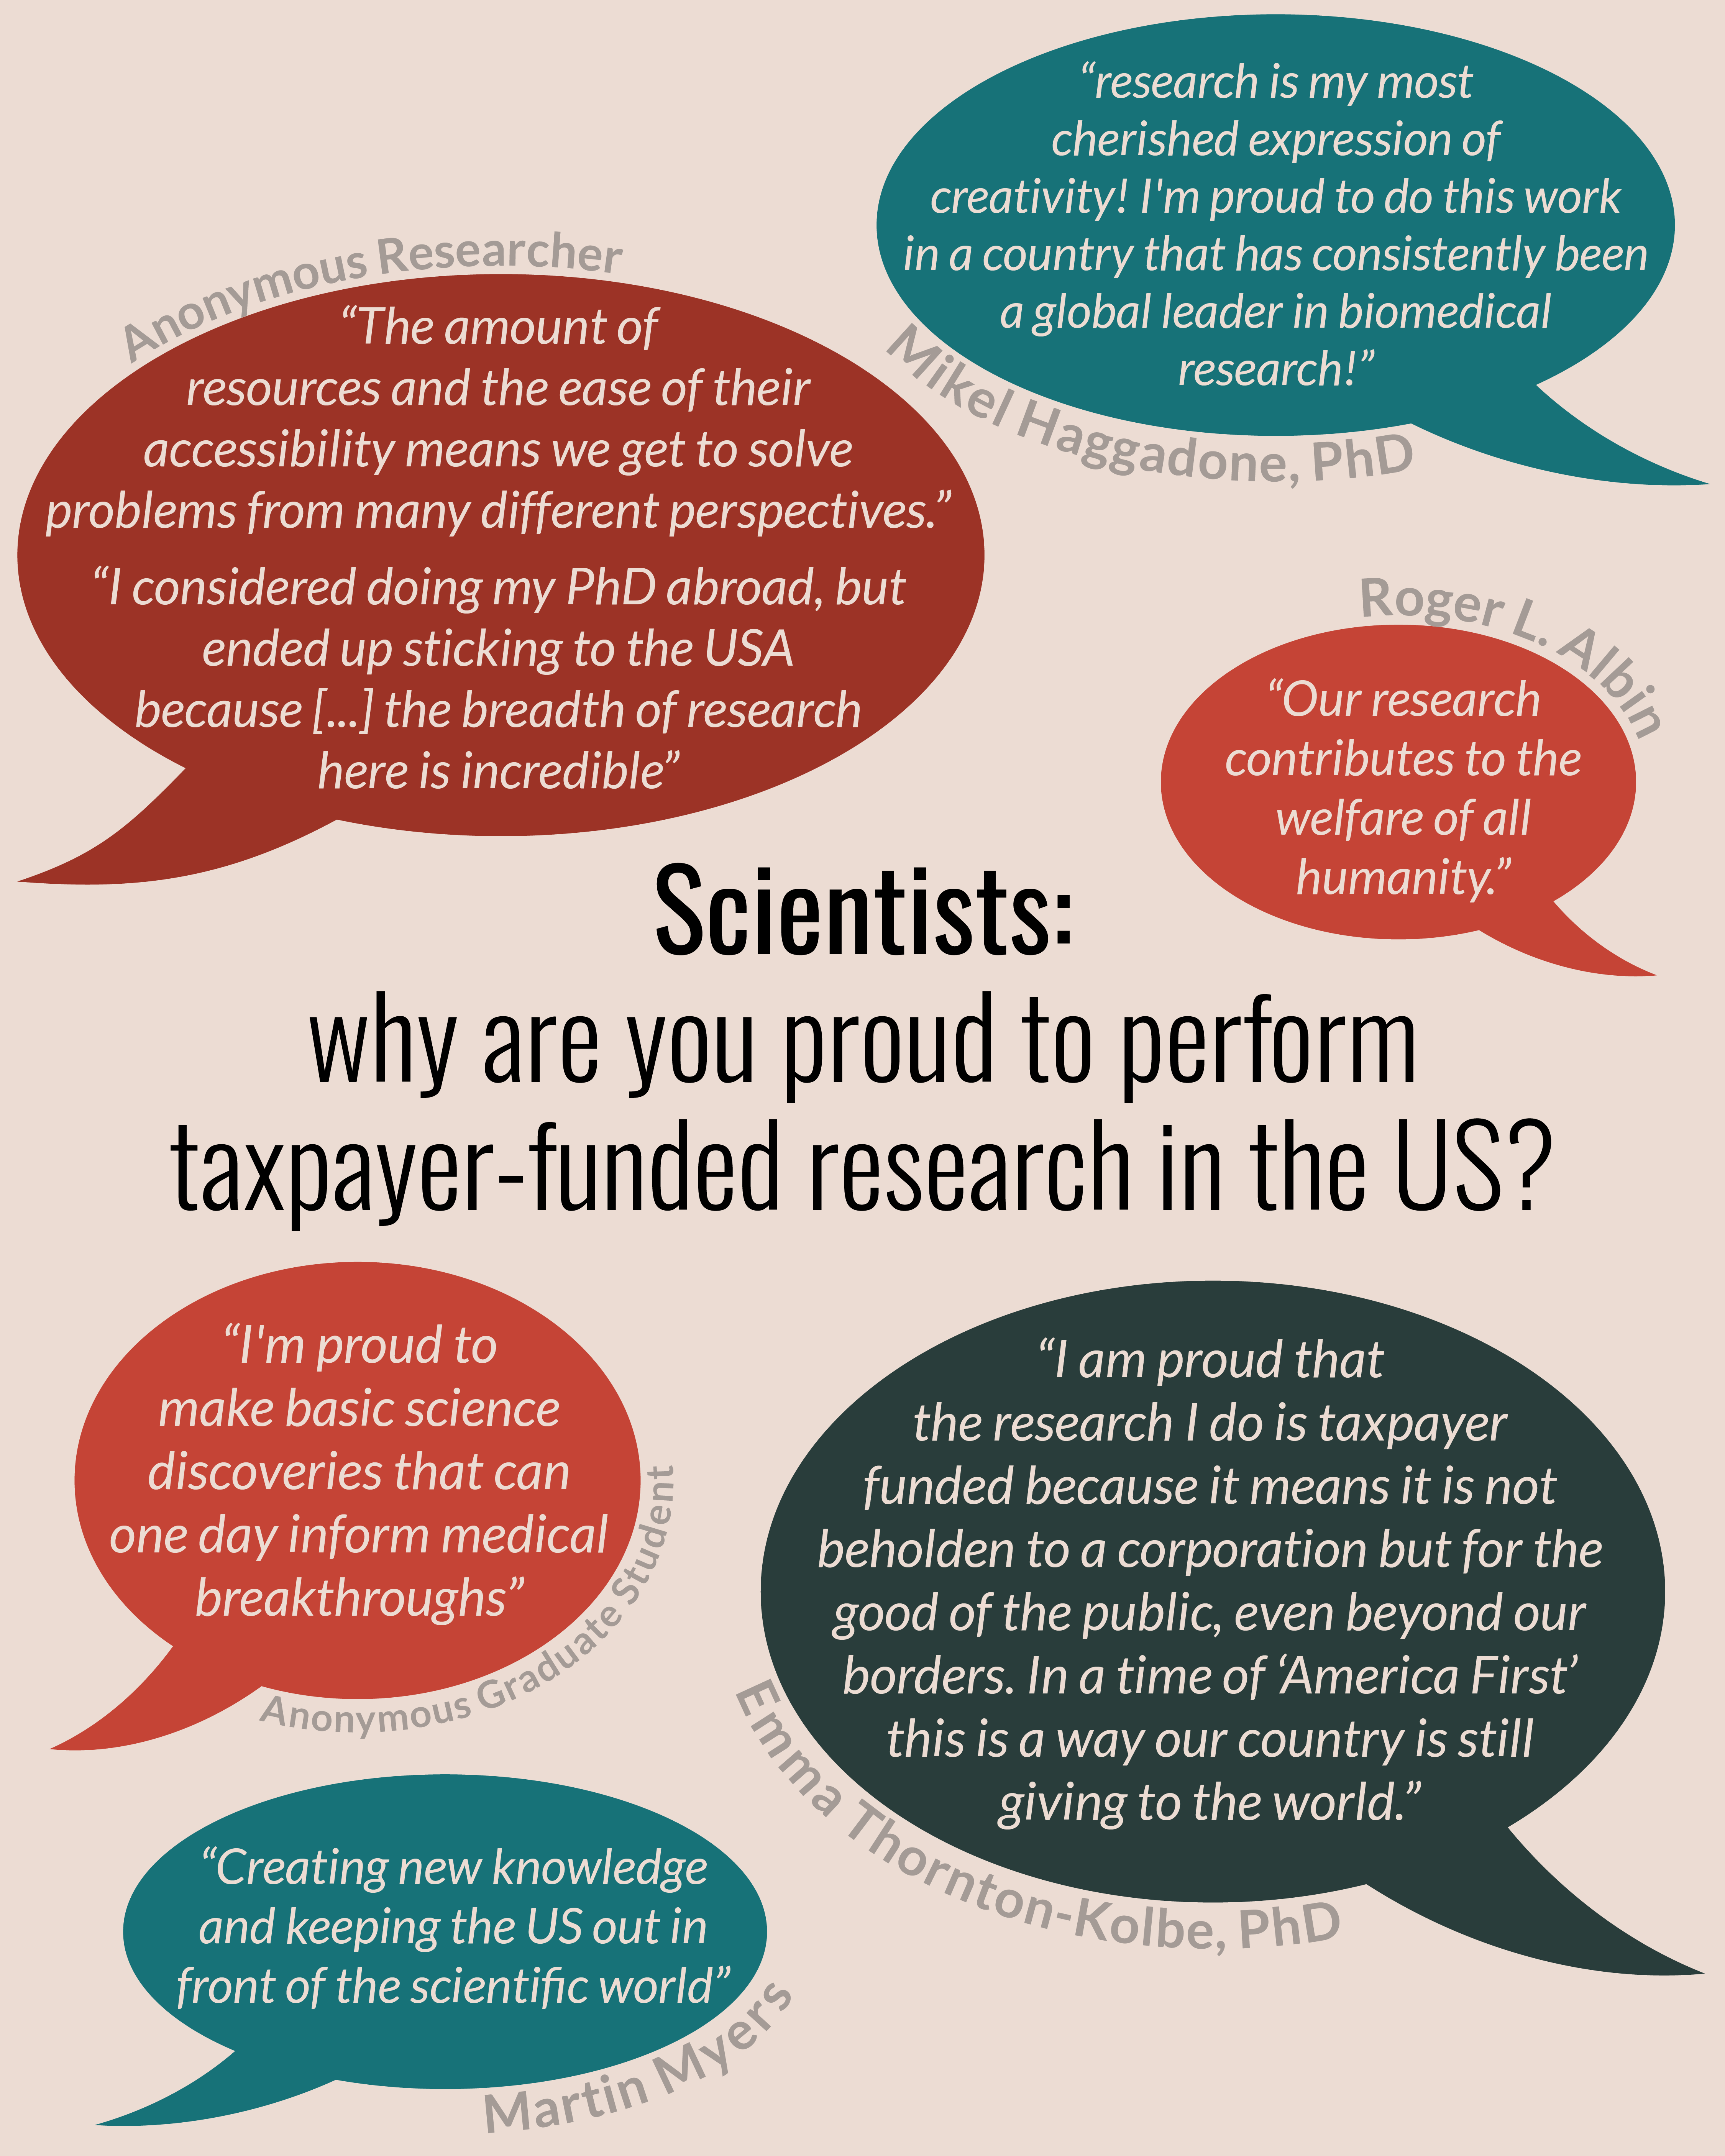 “research is my most
cherished expression of
creativity! I'm proud to do this work
in a country that has consistently been
a global leader in biomedical
research!”
Mikel Haggadone, PhD
Anonymous Researcher
“The amount of
resources and the ease of their
accessibility means we get to solve
problems from many different perspectives.”
“I considered doing my PhD abroad, but
ended up sticking to the USA
because [...] the breadth of research
here is incredible”
Roger L. Albin
“Our research
contributes to the
welfare of all
humanity.”
Scientists:
why are you proud to perform
taxpayer-funded research in the US?
“I'm proud to
make basic science
discoveries that can
one day inform medical
breakthroughs”
Anonymous Graduate Student
“I am proud that
the research I do is taxpayer
funded because it means it is not
beholden to a corporation but for the
good of the public, even beyond our
borders. In a time of ‘America First’
this is a way our country is still
giving to the world.”
Emma Thornton-Kolbe, PhD
“Creating new knowledge
and keeping the US out in
front of the scientific world”
Martin Myers